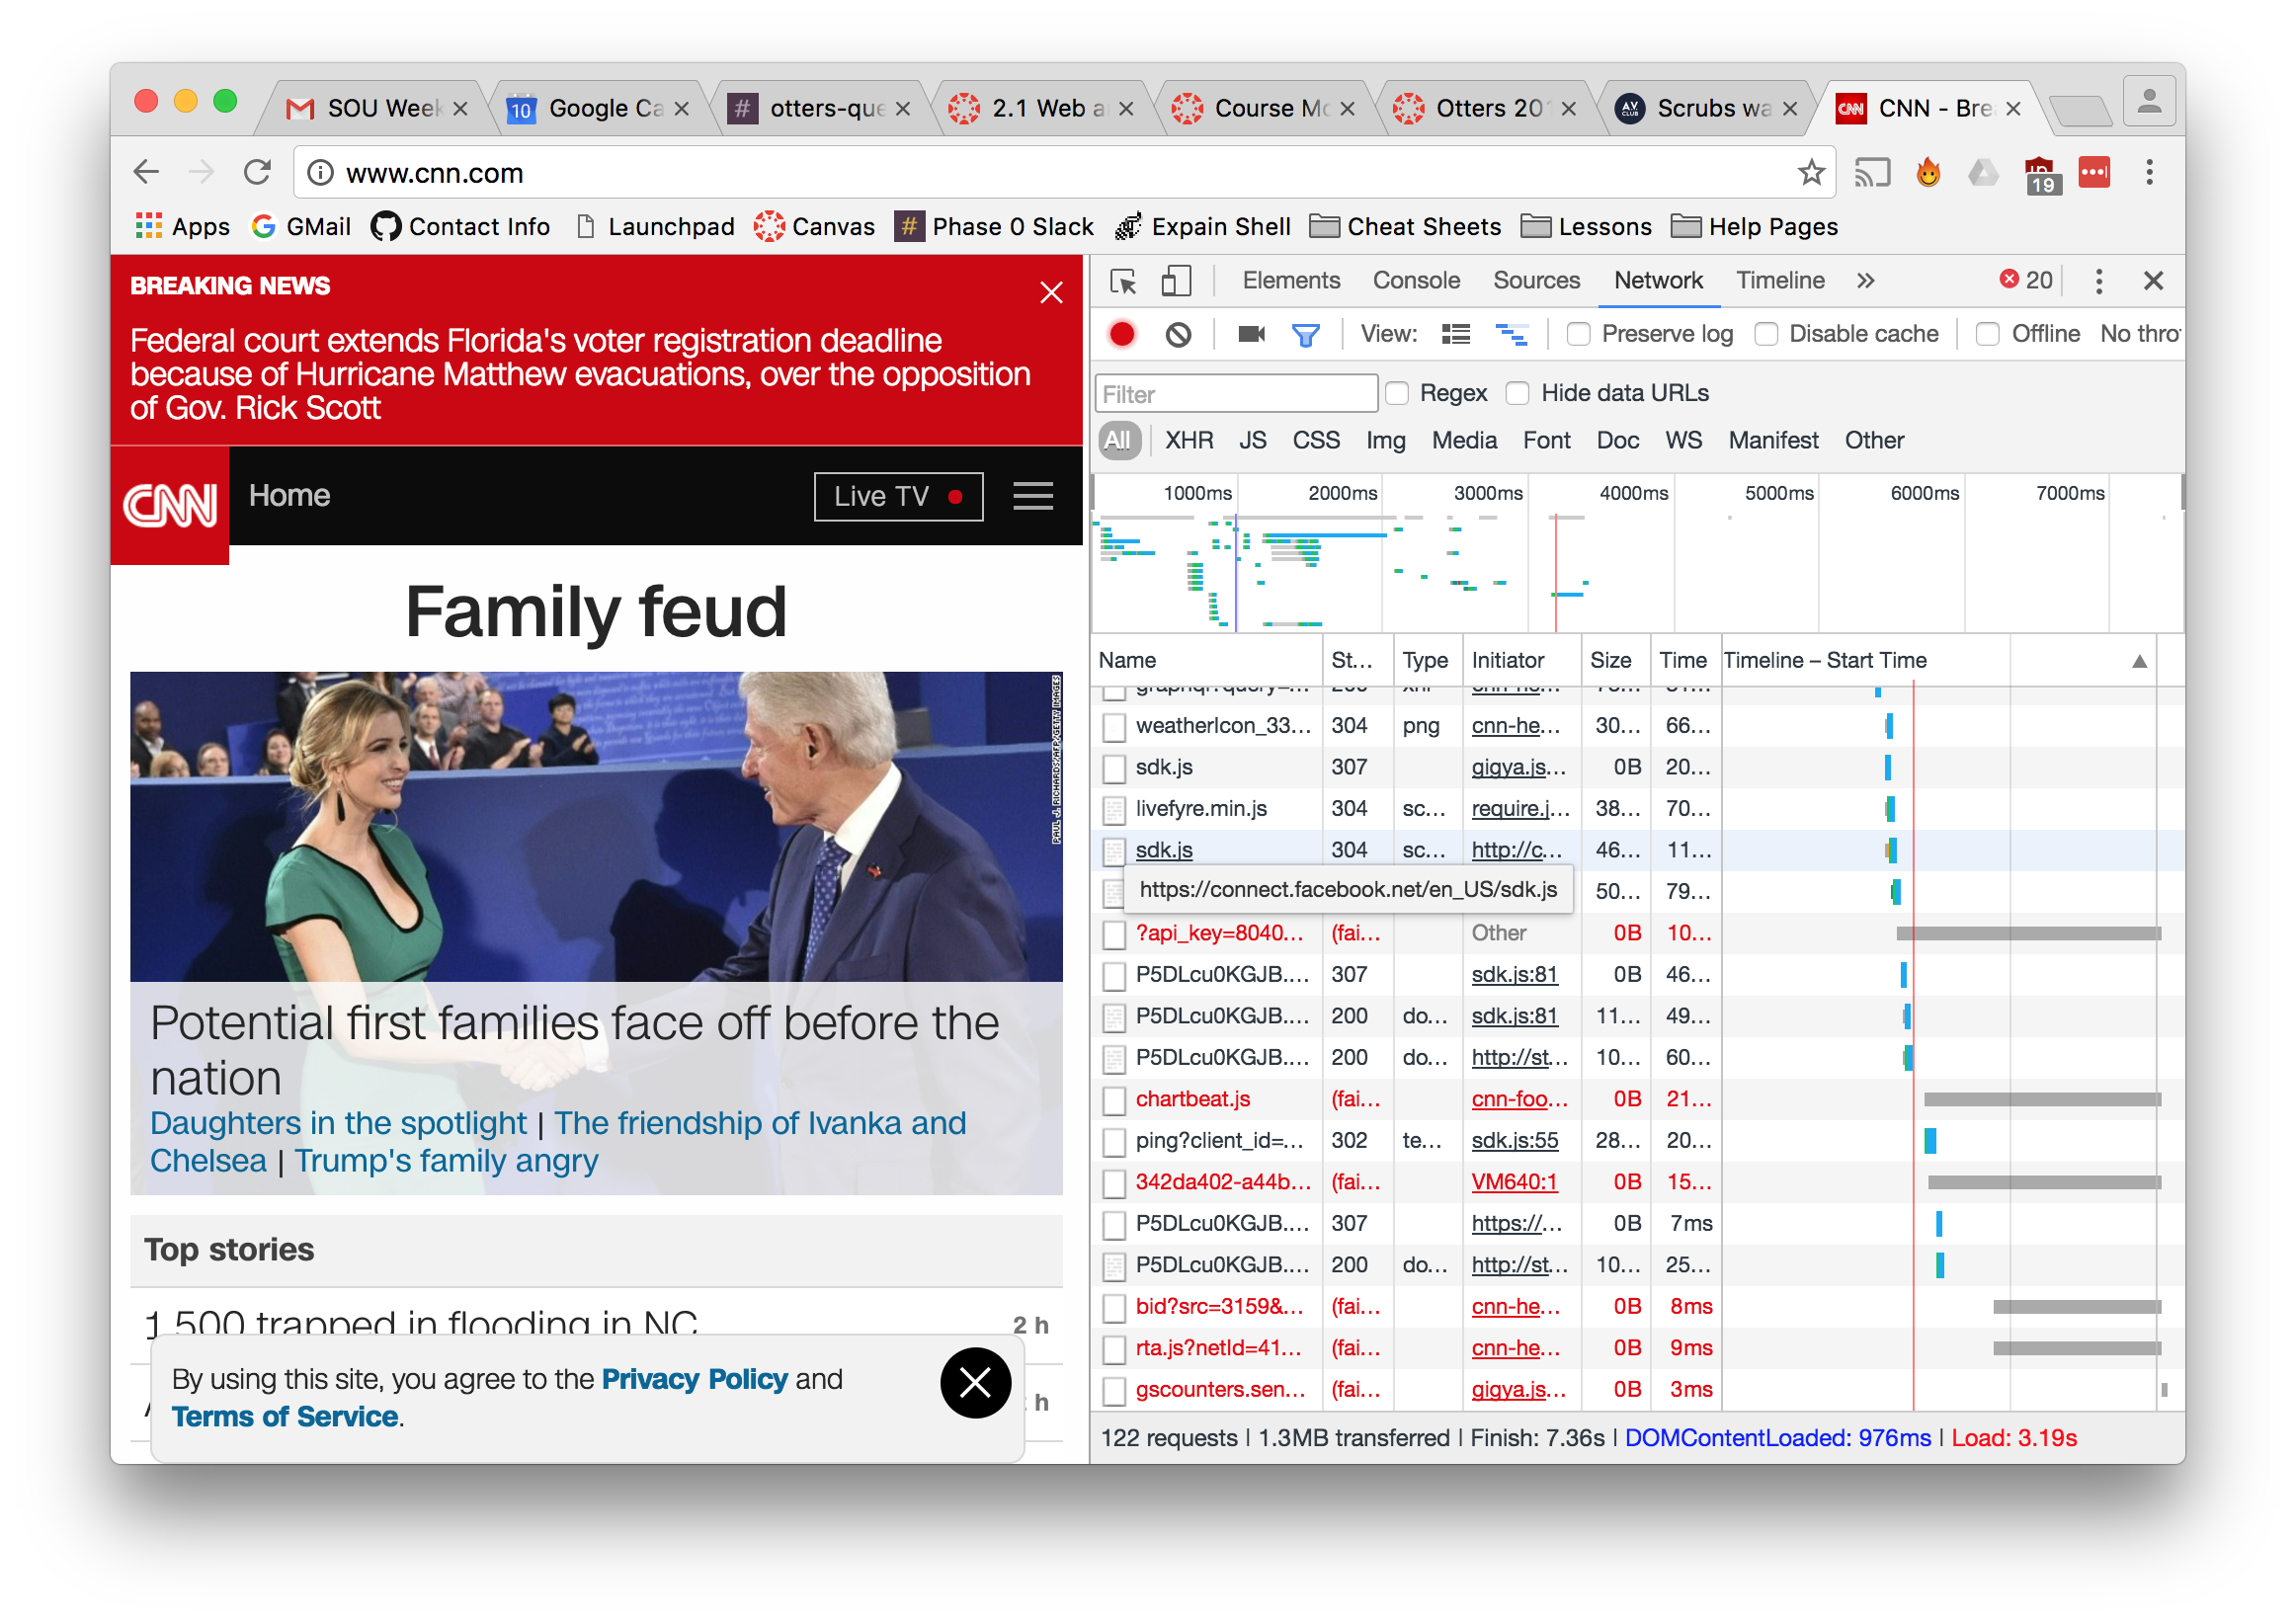 SOU Week
10 Google Ca
# otters-que
2.1 Web a
Course Mo
Otters 201
AV CLUB Scrubs wa
CNN CNN - Brea
www.cnn.com
19
Apps
GMail
Contact Info
Launchpad
Canvas
# Phase 0 Slack
Expain Shell
Cheat Sheets
Lessons
Help Pages
BREAKING NEWS
Federal court extends Florida's voter registration deadline
because of Hurricane Matthew evacuations, over the opposition
of Gov. Rick Scott
CNN
Home
Live TV
Family feud
PAUL J. RICHARDS/AFP/GETTY IMAGES
Potential first families face off before the
nation
Daughters in the spotlight | The friendship of Ivanka and
Chelsea | Trump's family angry
Top stories
1,500 trapped in flooding in NC
2 h
h
By using this site, you agree to the Privacy Policy and
Terms of Service.
Elements Console Sources Network Timeline » 20
View: Preserve log Disable cache Offline No thro
Filter Regex Hide data URLs
All XHR JS CSS Img Media Font Doc WS Manifest Other
1000ms 2000ms 3000ms 4000ms 5000ms 6000ms 7000ms
Name St... Type Initiator Size Time Timeline – Start Time
weatherIcon_33... 304 png cnn-he... 30... 66...
sdk.js 307 gigya.js... 0B 20...
livefyre.min.js 304 sc... require.j... 38... 70...
sdk.js 304 sc... http://c... 46... 11...
https://connect.facebook.net/en_US/sdk.js 50... 79...
?api_key=8040... (fai... Other 0B 10...
P5DLcu0KGJB.... 307 sdk.js:81 0B 46...
P5DLcu0KGJB.... 200 do... sdk.js:81 11... 49...
P5DLcu0KGJB.... 200 do... http://st... 10... 60...
chartbeat.js (fai... cnn-foo... 0B 21...
ping?client_id=... 302 te... sdk.js:55 28... 20...
342da402-a44b... (fai... VM640:1 0B 15...
P5DLcu0KGJB.... 307 https://... 0B 7ms
P5DLcu0KGJB.... 200 do... http://st... 10... 25...
bid?src=3159&... (fai... cnn-he... 0B 8ms
rta.js?netId=41... (fai... cnn-he... 0B 9ms
gscounters.sen... (fai... gigya.js... 0B 3ms
122 requests | 1.3MB transferred | Finish: 7.36s | DOMContentLoaded: 976ms | Load: 3.19s